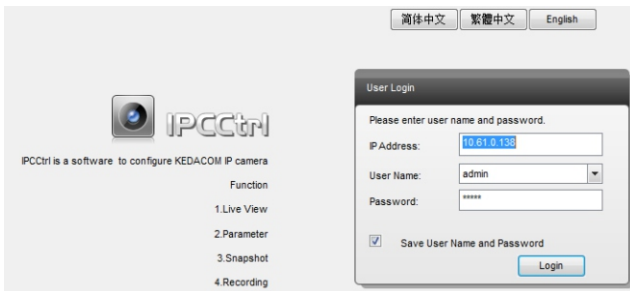 简体中文 繁體中文 English
User Login
Please enter user name and password.
IPCCtrl
IP Address: 10.61.0.138
IPCCtrl is a software to configure KEDACOM IP camera
User Name: admin
Function
Password: *****
1.Live View
2.Parameter
Save User Name and Password
3.Snapshot
Login
4.Recording